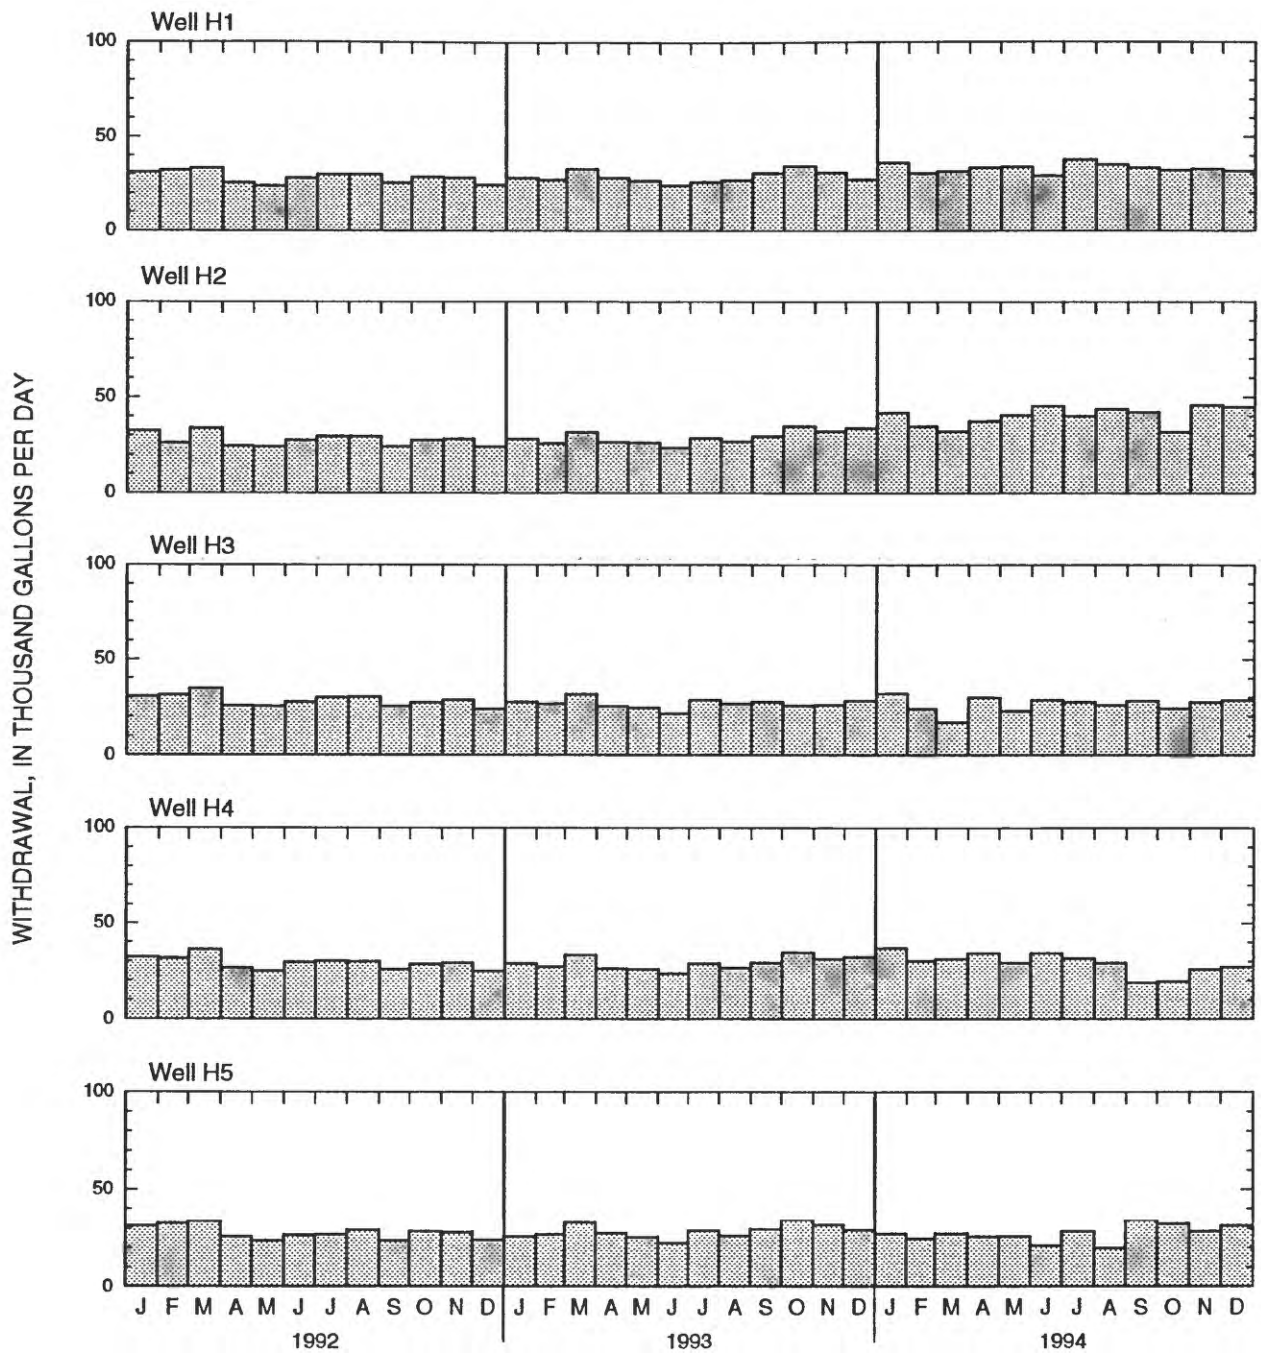 Well H1
100
50
0
Well H2
100
50
0
Well H3
100
50
0
Well H4
100
50
0
Well H5
100
50
0
WITHDRAWAL, IN THOUSAND GALLONS PER DAY
J F M A M J J A S O N D J F M A M J J A S O N D J F M A M J J A S O N D
1992 1993 1994